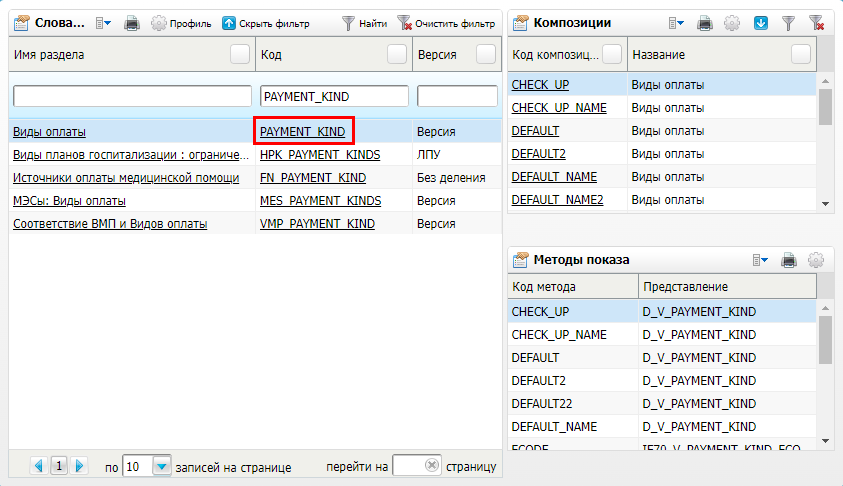 Слова... Профиль Скрыть фильтр Найти Очистить фильтр
Имя раздела Код Версия
PAYMENT_KIND
Виды оплаты PAYMENT_KIND Версия
Виды планов госпитализации : ограниче... HPK_PAYMENT_KINDS ЛПУ
Источники оплаты медицинской помощи FN_PAYMENT_KIND Без деления
МЭСы: Виды оплаты MES_PAYMENT_KINDS Версия
Соответствие ВМП и Видов оплаты VMP_PAYMENT_KIND Версия
1 по 10 записей на странице перейти на страницу
Композиции
Код композиц... Название
CHECK_UP Виды оплаты
CHECK_UP_NAME Виды оплаты
DEFAULT Виды оплаты
DEFAULT2 Виды оплаты
DEFAULT_NAME Виды оплаты
DEFAULT_NAME2 Виды оплаты
Методы показа
Код метода Представление
CHECK_UP D_V_PAYMENT_KIND
CHECK_UP_NAME D_V_PAYMENT_KIND
DEFAULT D_V_PAYMENT_KIND
DEFAULT2 D_V_PAYMENT_KIND
DEFAULT22 D_V_PAYMENT_KIND
DEFAULT_NAME D_V_PAYMENT_KIND